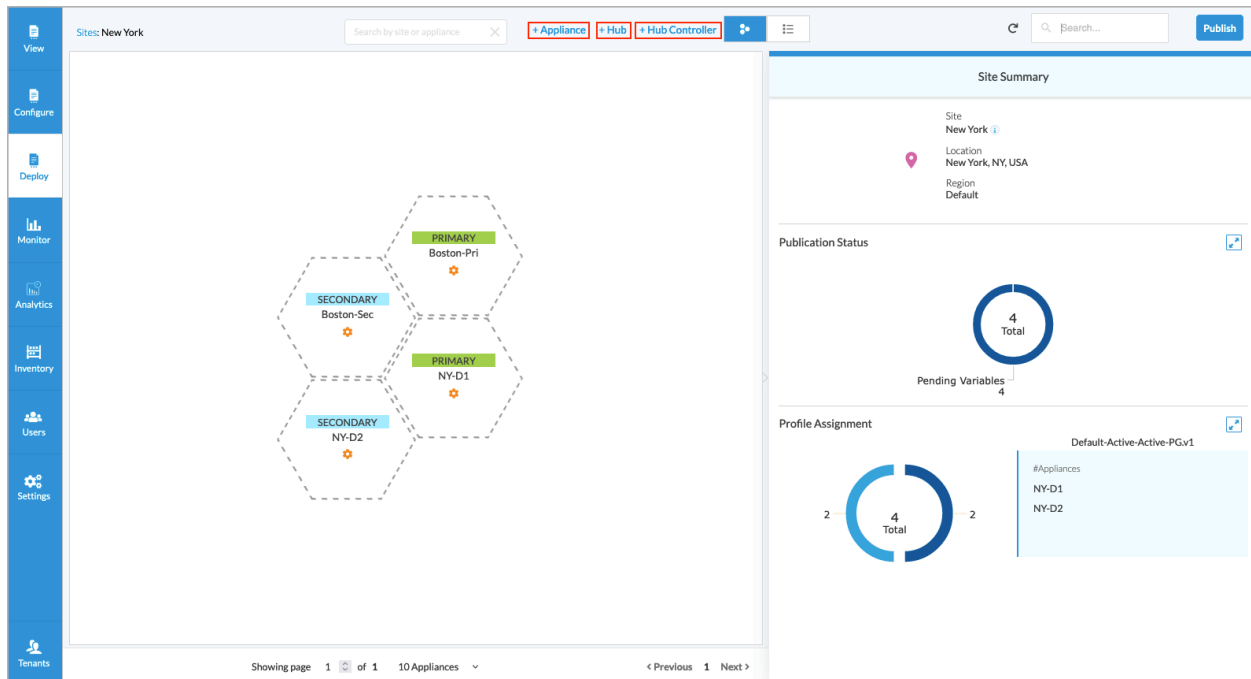 View
Configure
Deploy
Monitor
Analytics
Inventory
Users
Settings
Tenants
Sites: New York
Search by site or appliance
+ Appliance
+ Hub
+ Hub Controller
Search...
Publish
PRIMARY
Boston-Pri
SECONDARY
Boston-Sec
PRIMARY
NY-D1
SECONDARY
NY-D2
Showing page 1 of 1 10 Appliances
< Previous 1 Next >
Site Summary
Site
New York
Location
New York, NY, USA
Region
Default
Publication Status
4
Total
Pending Variables
4
Profile Assignment
2
4
Total
2
Default-Active-Active-PG.v1
#Appliances
NY-D1
NY-D2